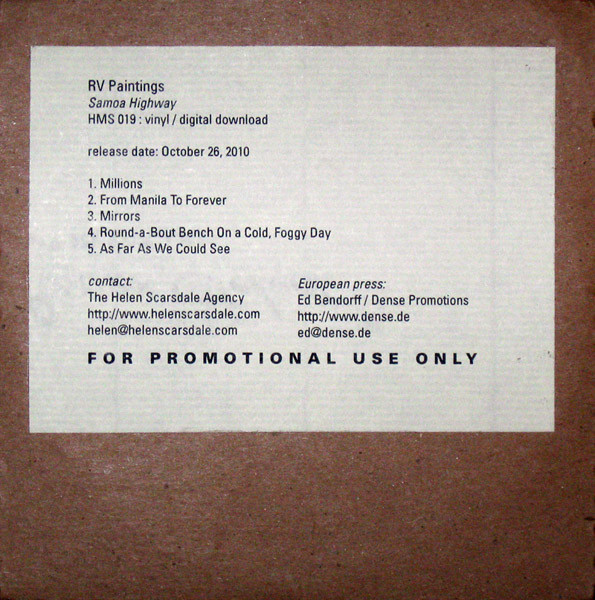 RV Paintings
Samoa Highway
HMS 019 : vinyl / digital download
release date: October 26, 2010
1. Millions
2. From Manila To Forever
3. Mirrors
4. Round-a-Bout Bench On a Cold, Foggy Day
5. As Far As We Could See
contact:
The Helen Scarsdale Agency
http://www.helenscarsdale.com
helen@helenscarsdale.com
European press:
Ed Bendorff / Dense Promotions
http://www.dense.de
ed@dense.de
FOR PROMOTIONAL USE ONLY